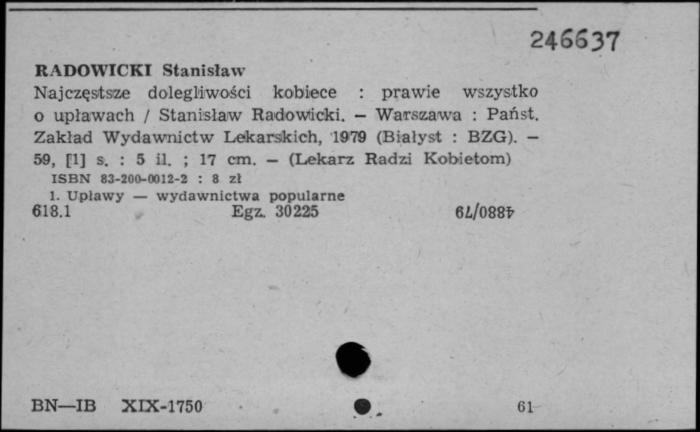 246637
RADOWICKI Stanisław
Najczęstsze dolegliwości kobiece : prawie wszystko
o upławach / Stanisław Radowicki. — Warszawa : Państ.
Zakład Wydawnictw Lekarskich, 1979 (Białyst : BZG). —
59, [1] s. : 5 il. ; 17 cm. — (Lekarz Radzi Kobietom)
ISBN 83-200-0012-2 : 8 zł
1. Upławy — wydawnictwa popularne
618.1 Egz. 30225 4880/79
BN—IB XIX-1750 61